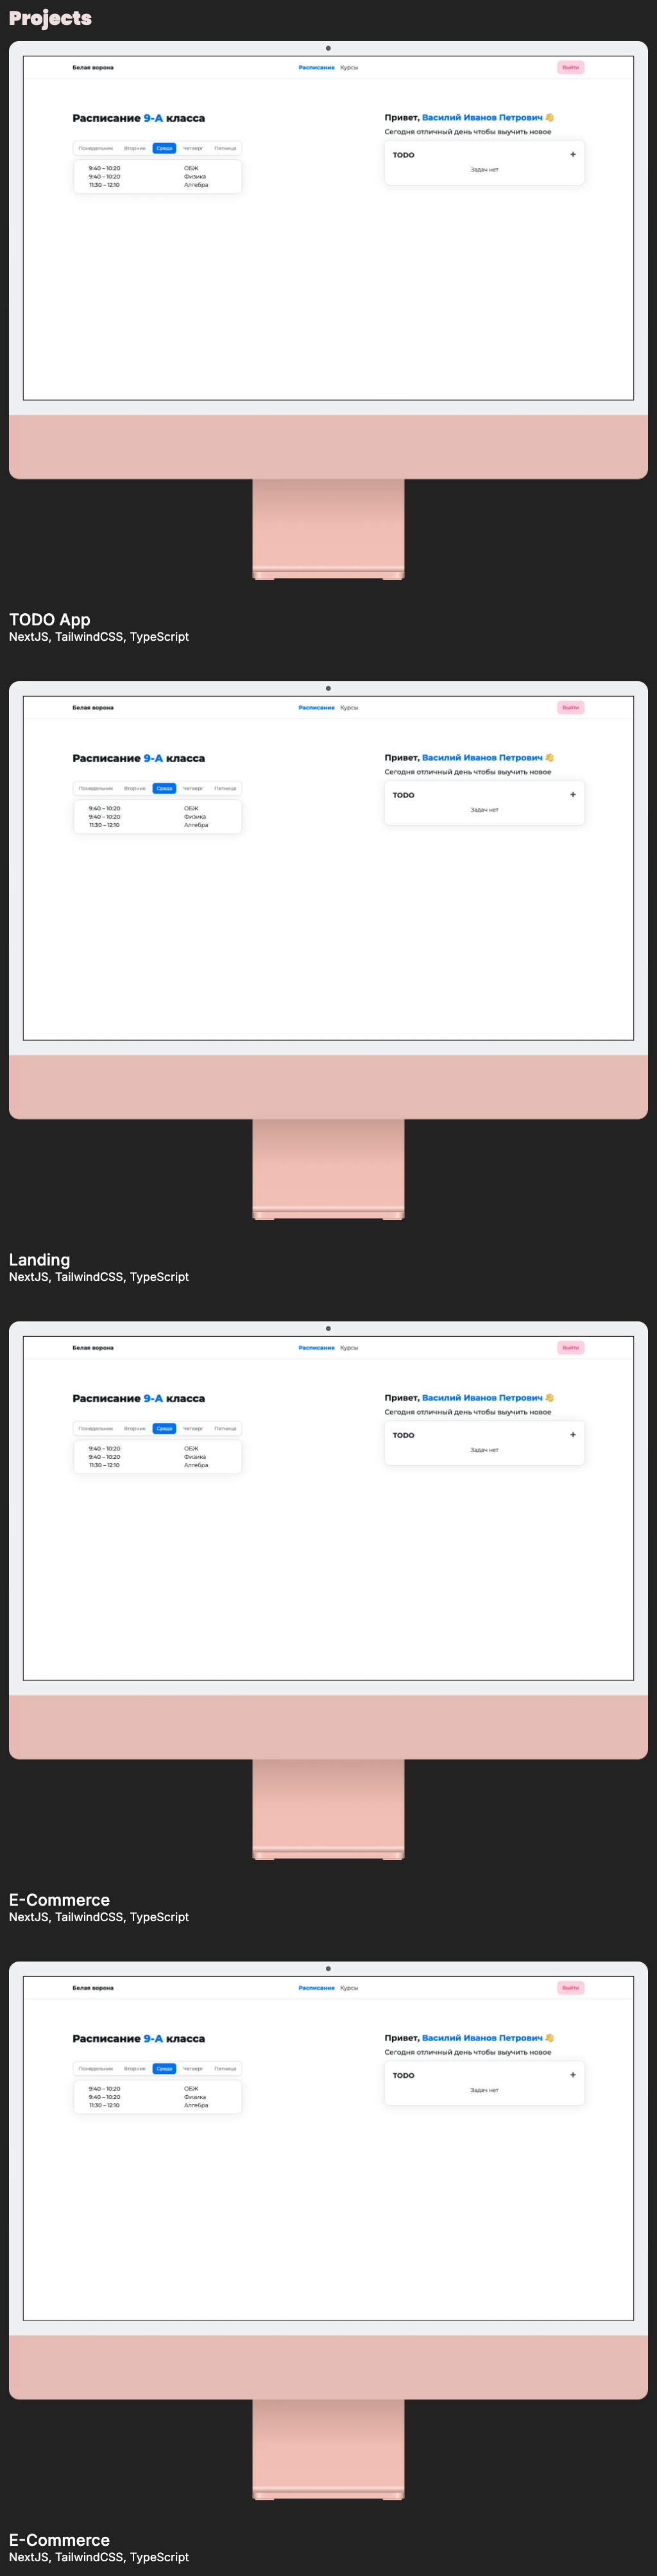 Projects
Белая ворона
Расписание Курсы
Выйти
Расписание 9-А класса
Понедельник Вторник Среда Четверг Пятница
9:40 – 10:20 ОБЖ
9:40 – 10:20 Физика
11:30 – 12:10 Алгебра
Привет, Василий Иванов Петрович 👋
Сегодня отличный день чтобы выучить новое
TODO +
Задач нет
TODO App
NextJS, TailwindCSS, TypeScript
Белая ворона
Расписание Курсы
Выйти
Расписание 9-А класса
Понедельник Вторник Среда Четверг Пятница
9:40 – 10:20 ОБЖ
9:40 – 10:20 Физика
11:30 – 12:10 Алгебра
Привет, Василий Иванов Петрович 👋
Сегодня отличный день чтобы выучить новое
TODO +
Задач нет
Landing
NextJS, TailwindCSS, TypeScript
Белая ворона
Расписание Курсы
Выйти
Расписание 9-А класса
Понедельник Вторник Среда Четверг Пятница
9:40 – 10:20 ОБЖ
9:40 – 10:20 Физика
11:30 – 12:10 Алгебра
Привет, Василий Иванов Петрович 👋
Сегодня отличный день чтобы выучить новое
TODO +
Задач нет
E-Commerce
NextJS, TailwindCSS, TypeScript
Белая ворона
Расписание Курсы
Выйти
Расписание 9-А класса
Понедельник Вторник Среда Четверг Пятница
9:40 – 10:20 ОБЖ
9:40 – 10:20 Физика
11:30 – 12:10 Алгебра
Привет, Василий Иванов Петрович 👋
Сегодня отличный день чтобы выучить новое
TODO +
Задач нет
E-Commerce
NextJS, TailwindCSS, TypeScript